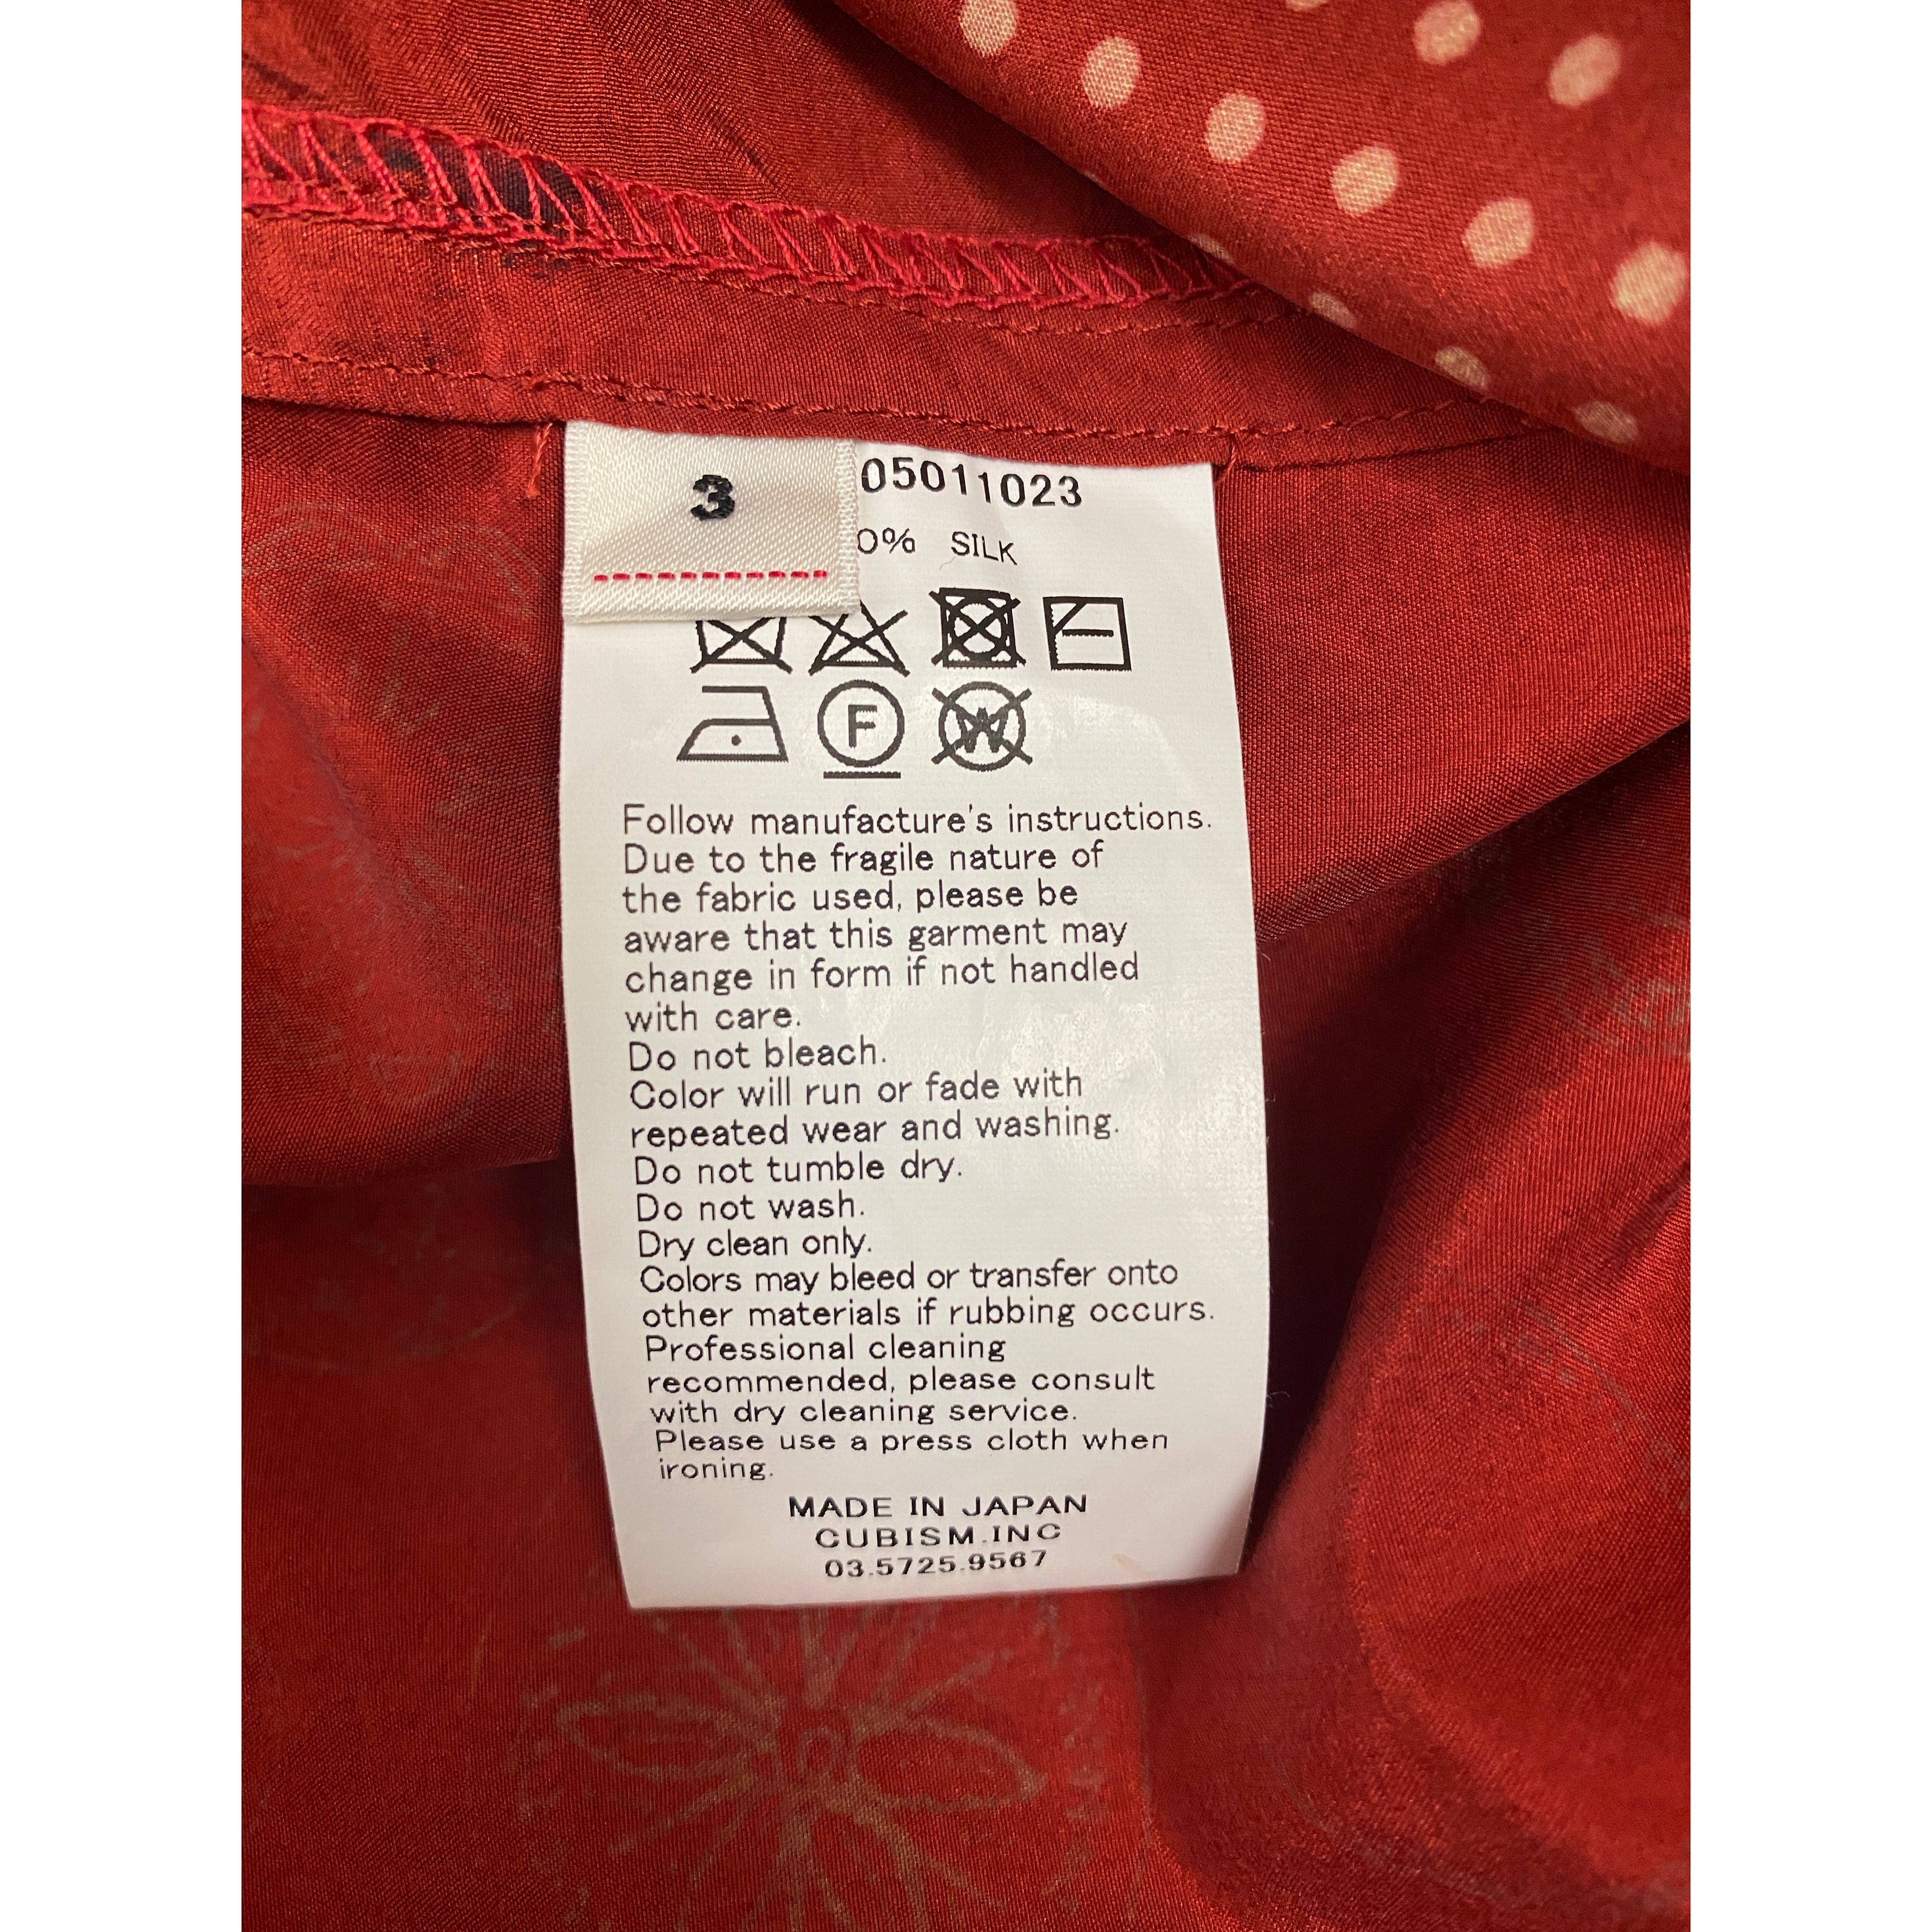 3
05011023
0% SILK
F W
Follow manufacture's instructions.
Due to the fragile nature of
the fabric used, please be
aware that this garment may
change in form if not handled
with care.
Do not bleach.
Color will run or fade with
repeated wear and washing.
Do not tumble dry.
Do not wash.
Dry clean only.
Colors may bleed or transfer onto
other materials if rubbing occurs.
Professional cleaning
recommended, please consult
with dry cleaning service.
Please use a press cloth when
ironing.
MADE IN JAPAN
CUBISM.INC
03.5725.9567